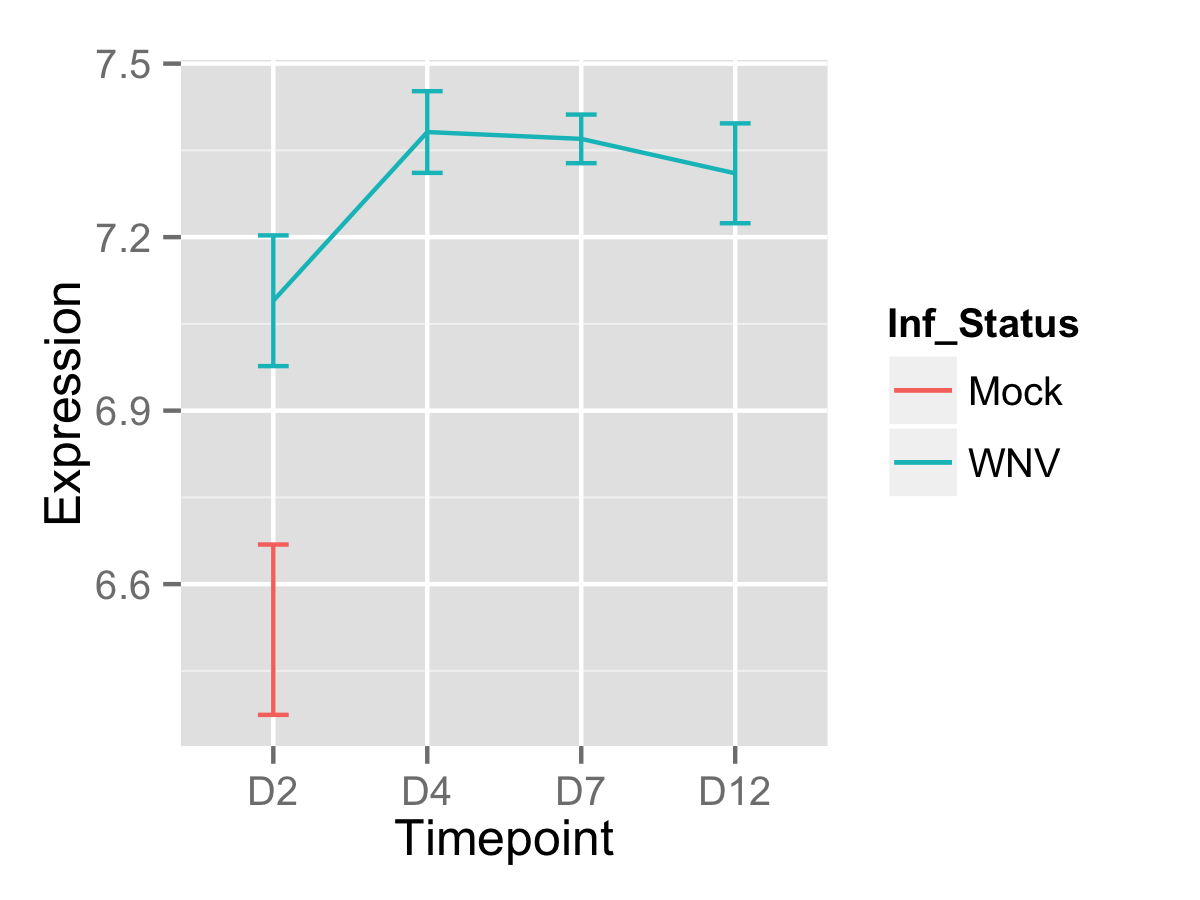 7.5
7.2
6.9
6.6
Expression
D2 D4 D7 D12
Timepoint
Inf_Status
Mock
WNV